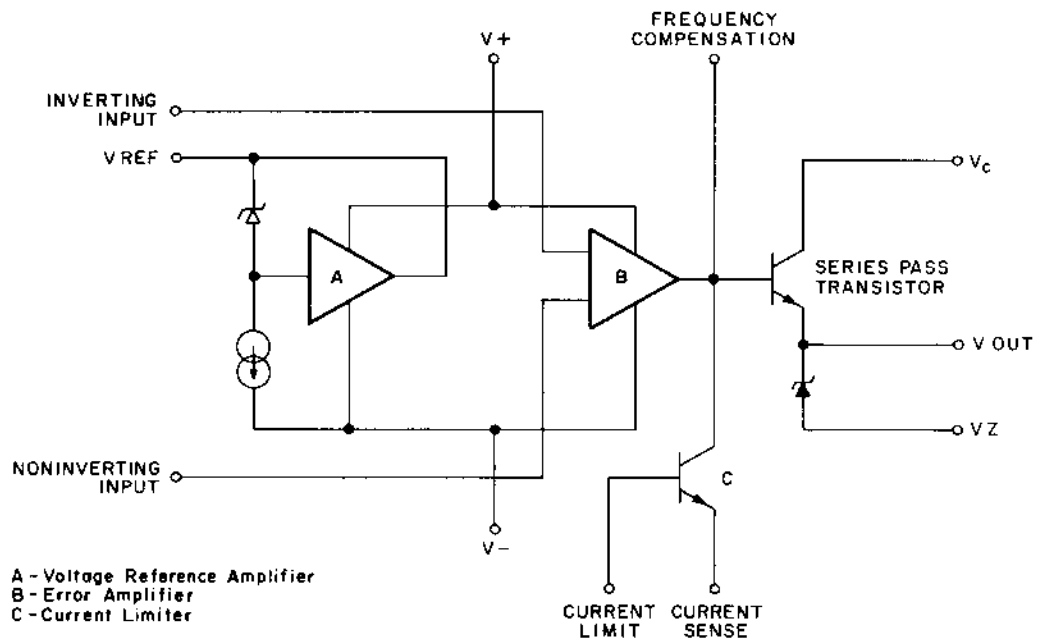 FREQUENCY
COMPENSATION
V+
INVERTING
INPUT
VREF
Vc
A
B
SERIES PASS
TRANSISTOR
V OUT
VZ
NONINVERTING
INPUT
C
V-
A - Voltage Reference Amplifier
B - Error Amplifier
C - Current Limiter
CURRENT
LIMIT
CURRENT
SENSE